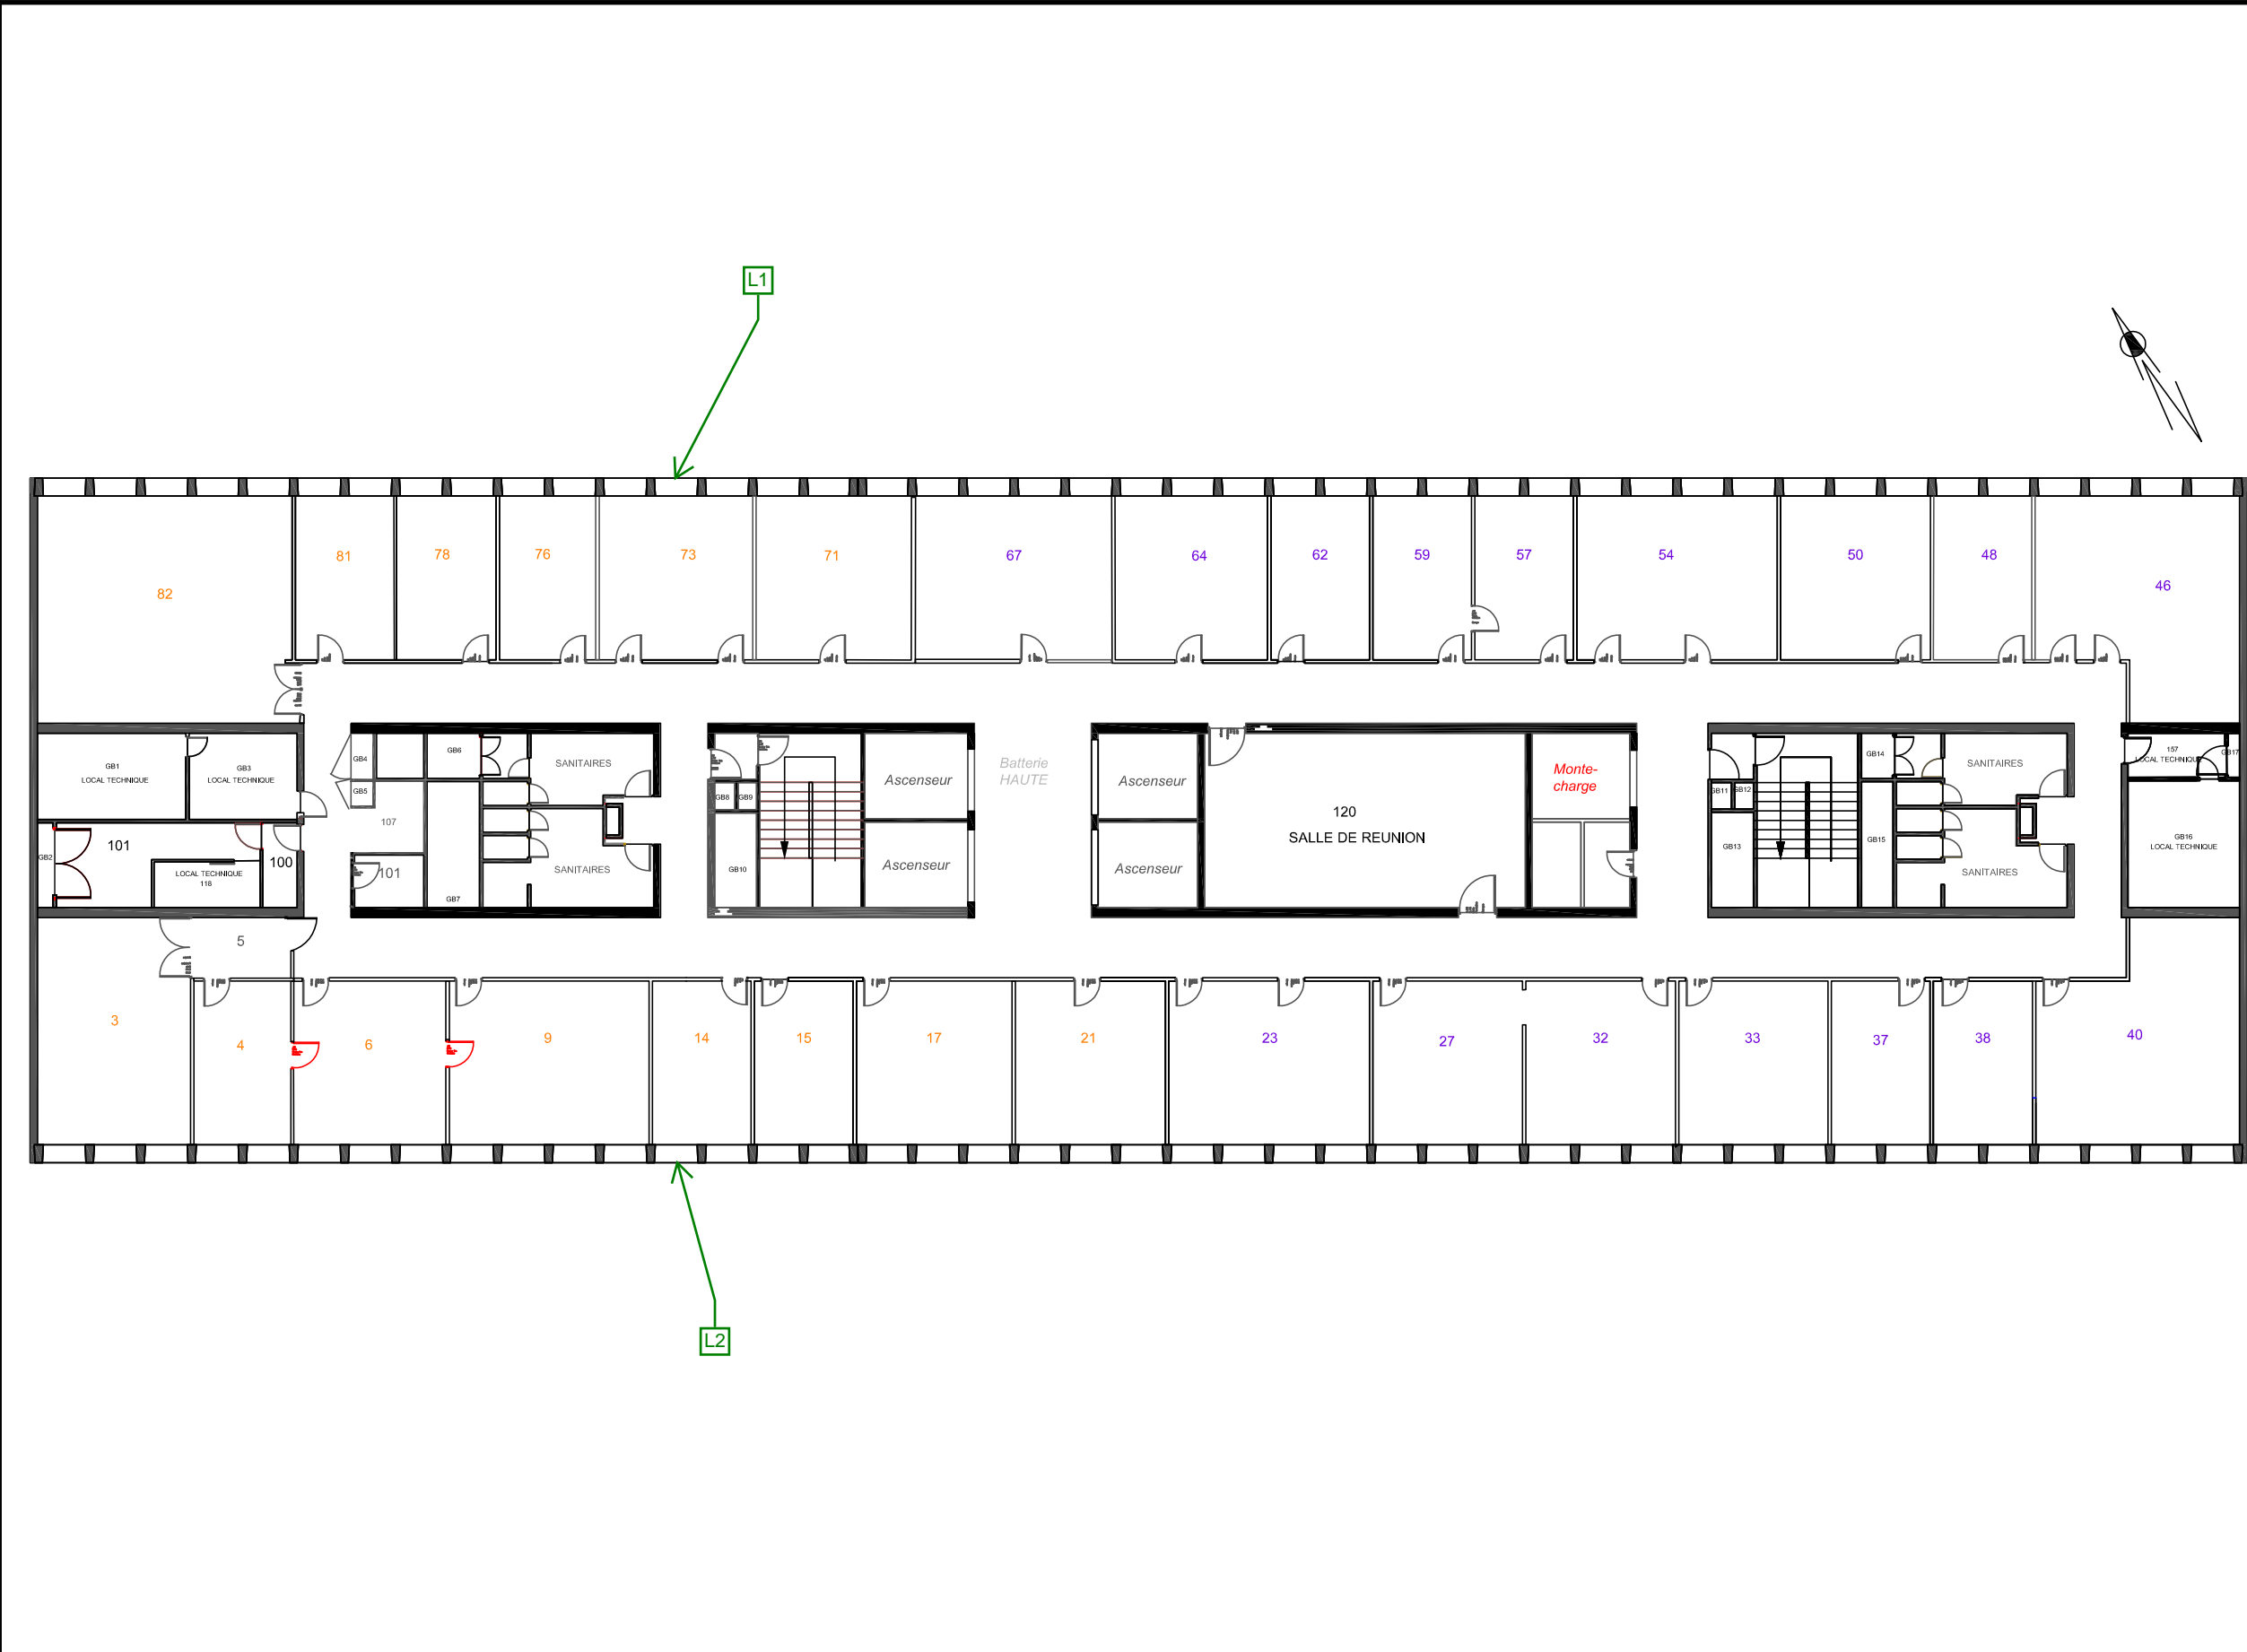 L1
81
78
76
73
71
67
64
62
59
57
54
50
48
46
82
GB1
LOCAL TECHNIQUE
GB3
LOCAL TECHNIQUE
GB4
GB5
GB6
SANITAIRES
107
101
GB7
SANITAIRES
GB2
101
LOCAL TECHNIQUE
118
100
GB8
GB9
GB10
Ascenseur
Ascenseur
Batterie
HAUTE
Ascenseur
Ascenseur
120
SALLE DE REUNION
Monte-
charge
GB11
GB12
GB13
GB14
GB15
SANITAIRES
SANITAIRES
157
LOCAL TECHNIQUE
GB17
GB16
LOCAL TECHNIQUE
5
3
4
6
9
14
15
17
21
23
27
32
33
37
38
40
L2